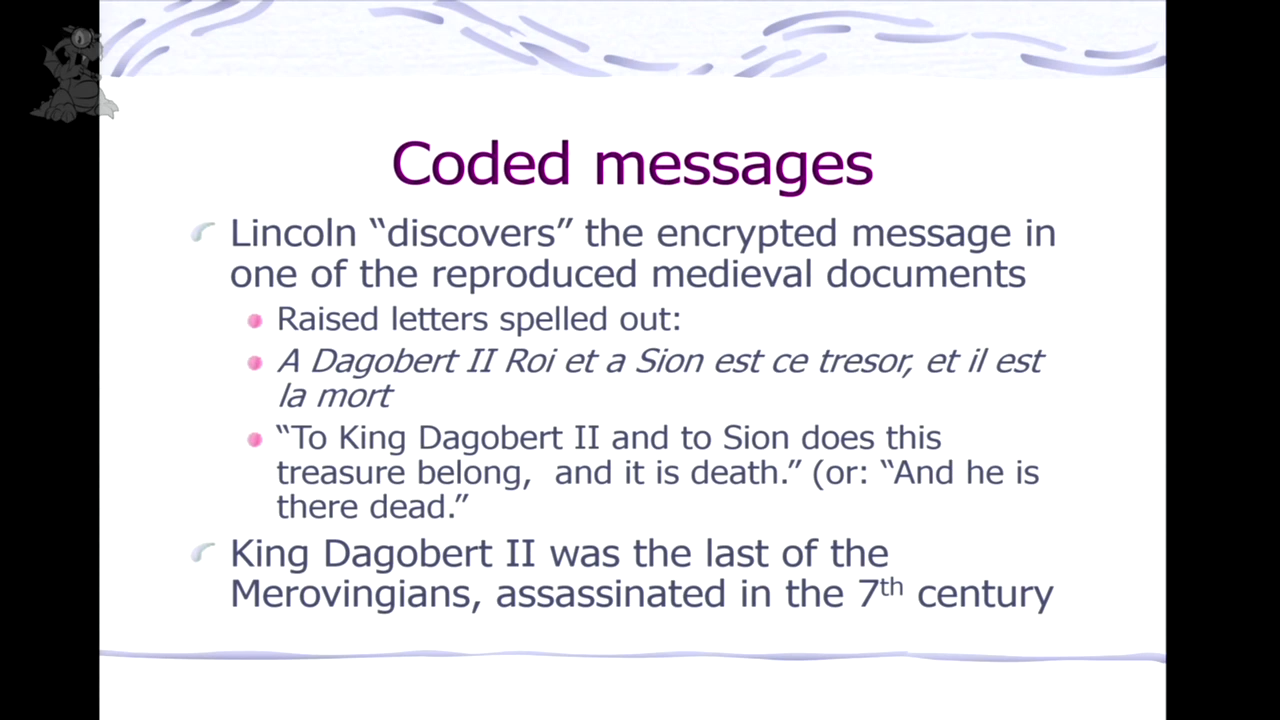 Coded messages
Lincoln “discovers” the encrypted message in
one of the reproduced medieval documents
Raised letters spelled out:
A Dagobert II Roi et a Sion est ce tresor, et il est
la mort
“To King Dagobert II and to Sion does this
treasure belong,  and it is death.” (or: “And he is
there dead.”
King Dagobert II was the last of the
Merovingians, assassinated in the 7th century